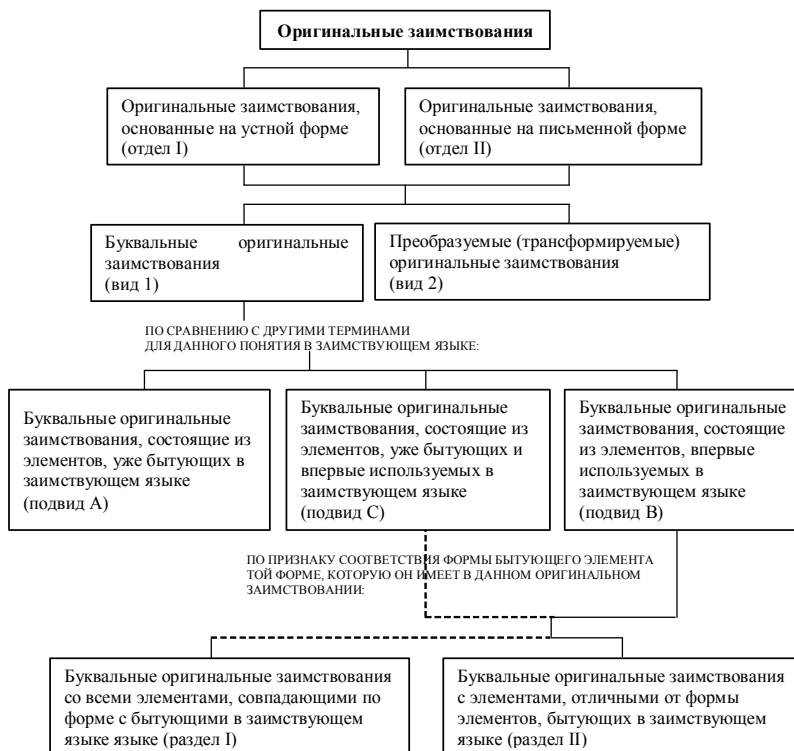 Оригинальные заимствования
Оригинальные заимствования,
основанные на устной форме
(отдел I)
Оригинальные заимствования,
основанные на письменной форме
(отдел II)
Буквальные оригинальные
заимствования
(вид 1)
Преобразуемые (трансформируемые)
оригинальные заимствования
(вид 2)
ПО СРАВНЕНИЮ С ДРУГИМИ ТЕРМИНАМИ
ДЛЯ ДАННОГО ПОНЯТИЯ В ЗАИМСТВУЮЩЕМ ЯЗЫКЕ:
Буквальные оригинальные
заимствования, состоящие из
элементов, уже бытующих в
заимствующем языке
(подвид А)
Буквальные оригинальные
заимствования, состоящие из
элементов, уже бытующих и
впервые используемых в
заимствующем языке
(подвид С)
Буквальные оригинальные
заимствования, состоящие
из элементов, впервые
используемых в
заимствующем языке
(подвид В)
ПО ПРИЗНАКУ СООТВЕТСТВИЯ ФОРМЫ БЫТУЮЩЕГО ЭЛЕМЕНТА
ТОЙ ФОРМЕ, КОТОРУЮ ОН ИМЕЕТ В ДАННОМ ОРИГИНАЛЬНОМ
ЗАИМСТВОВАНИИ:
Буквальные оригинальные заимствования
со всеми элементами, совпадающими по
форме с бытующими в заимствующем
языке языке (раздел I)
Буквальные оригинальные заимствования
с элементами, отличными от формы
элементов, бытующих в заимствующем
языке (раздел II)